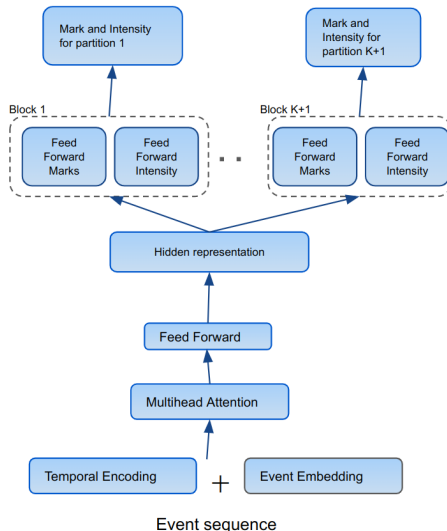 Mark and Intensity
for partition 1
Mark and
Intensity for
partition K+1
Block 1
Block K+1
Feed
Forward
Marks
Feed
Forward
Intensity
. .
Feed
Forward
Marks
Feed
Forward
Intensity
Hidden representation
Feed Forward
Multihead Attention
Temporal Encoding
+
Event Embedding
Event sequence